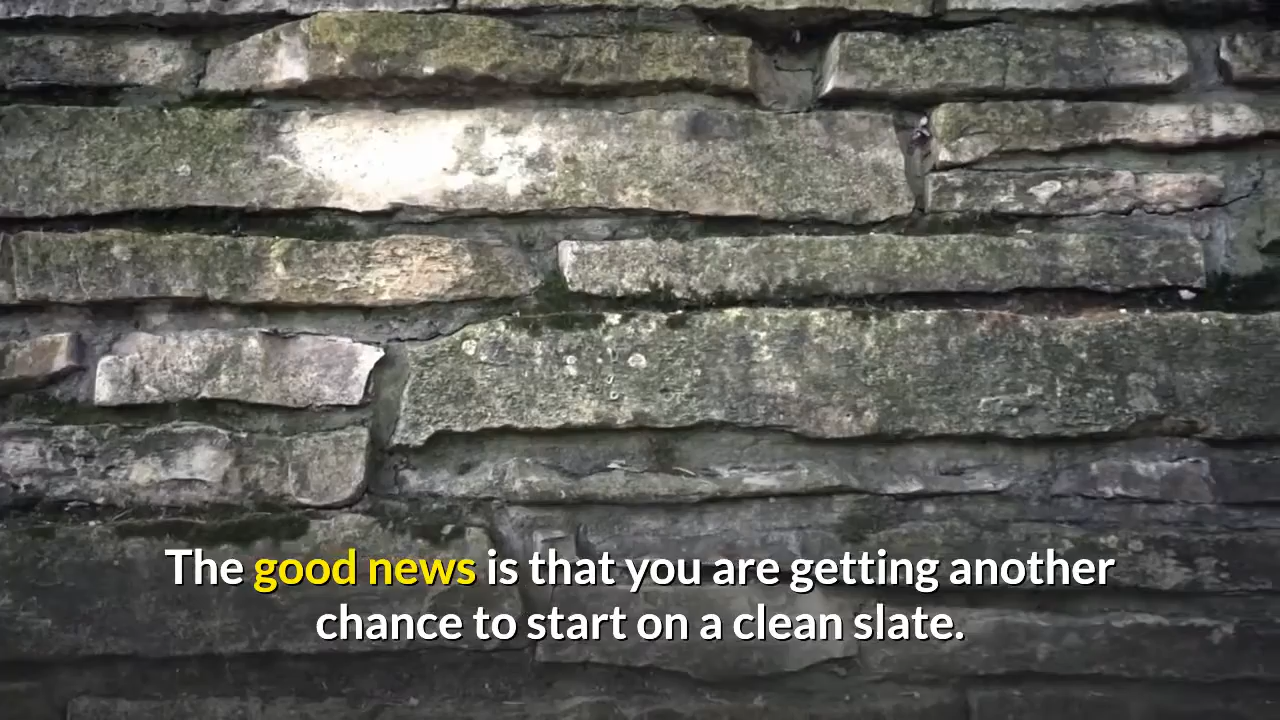 The good news is that you are getting another
chance to start on a clean slate.